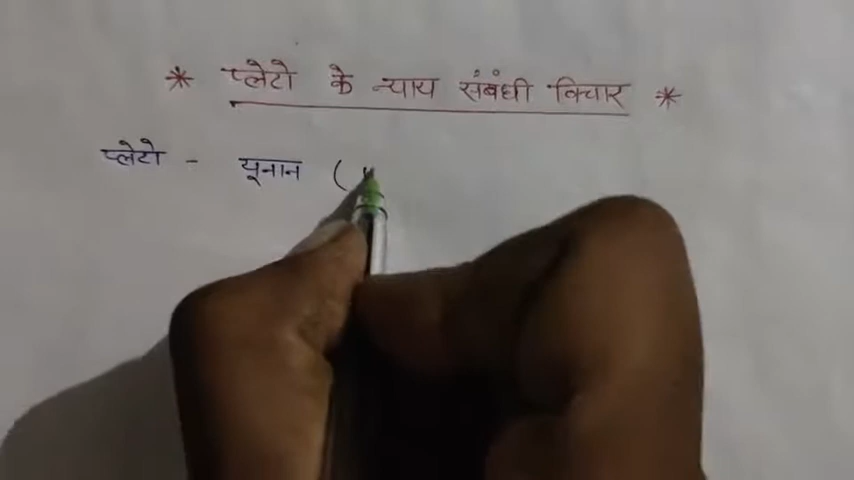 * प्लेटो के न्याय संबंधी विचार *
प्लेटो - यूनान (